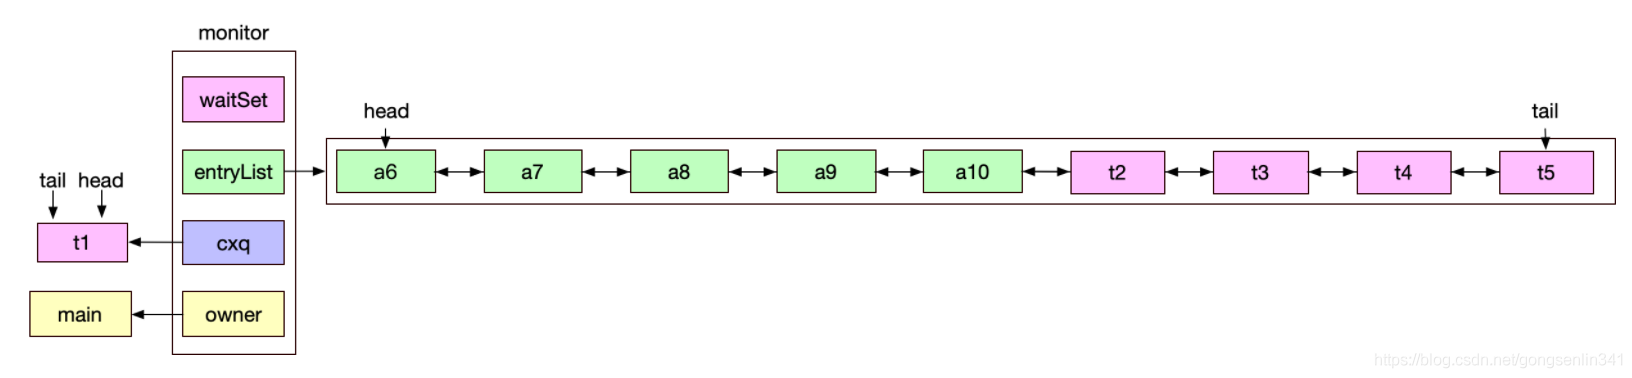 monitor
waitSet
head
tail
entryList
a6
a7
a8
a9
a10
t2
t3
t4
t5
tail head
t1
cxq
main
owner
https://blog.csdn.net/gongsenlin341